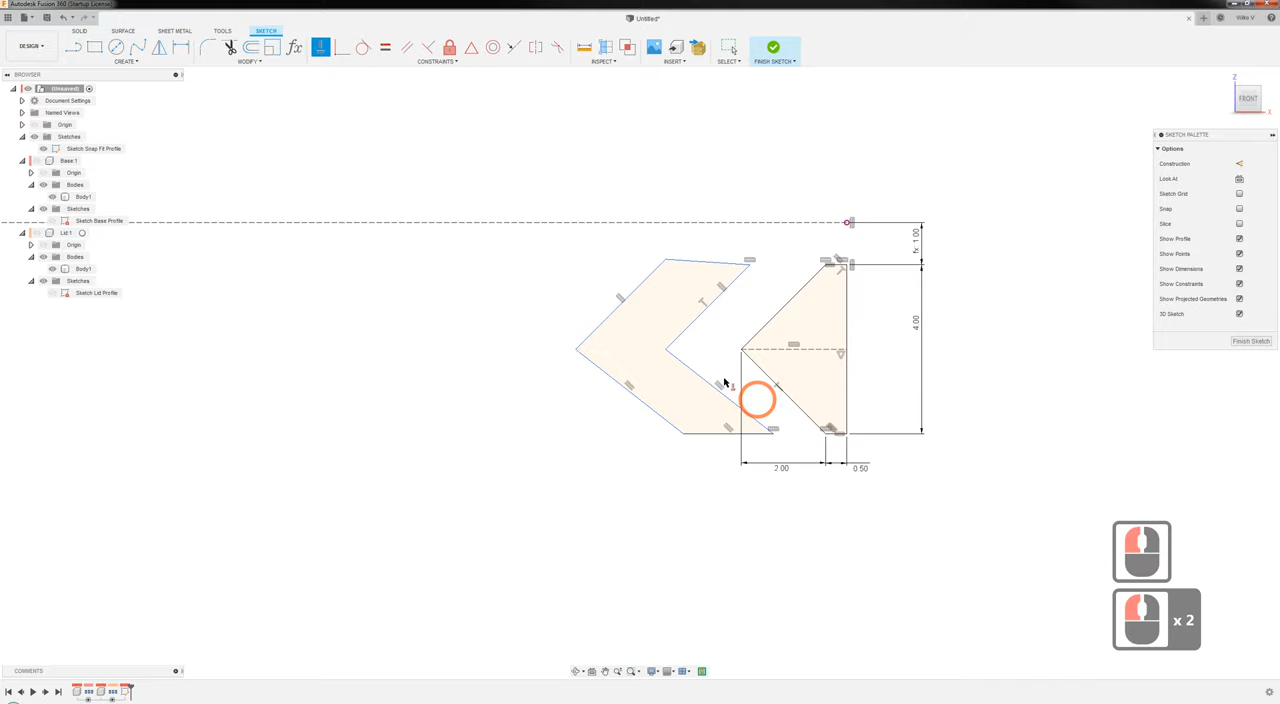 Autodesk Fusion 360 (Startup License)
Untitled*
Wilke V
DESIGN
SOLID
SURFACE
SHEET METAL
TOOLS
SKETCH
CREATE
MODIFY
CONSTRAINTS
INSPECT
INSERT
SELECT
FINISH SKETCH
BROWSER
(Unsaved)
Document Settings
Named Views
Origin
Sketches
Sketch Snap Fit Profile
Base:1
Origin
Bodies
Body1
Sketches
Sketch Base Profile
Lid:1
Origin
Bodies
Body1
Sketches
Sketch Lid Profile
fx: 1.00
4.00
2.00
0.50
Z
FRONT
X
SKETCH PALETTE
Options
Construction
Look At
Sketch Grid
Snap
Slice
Show Profile
Show Points
Show Dimensions
Show Constraints
Show Projected Geometries
3D Sketch
Finish Sketch
x 2
COMMENTS